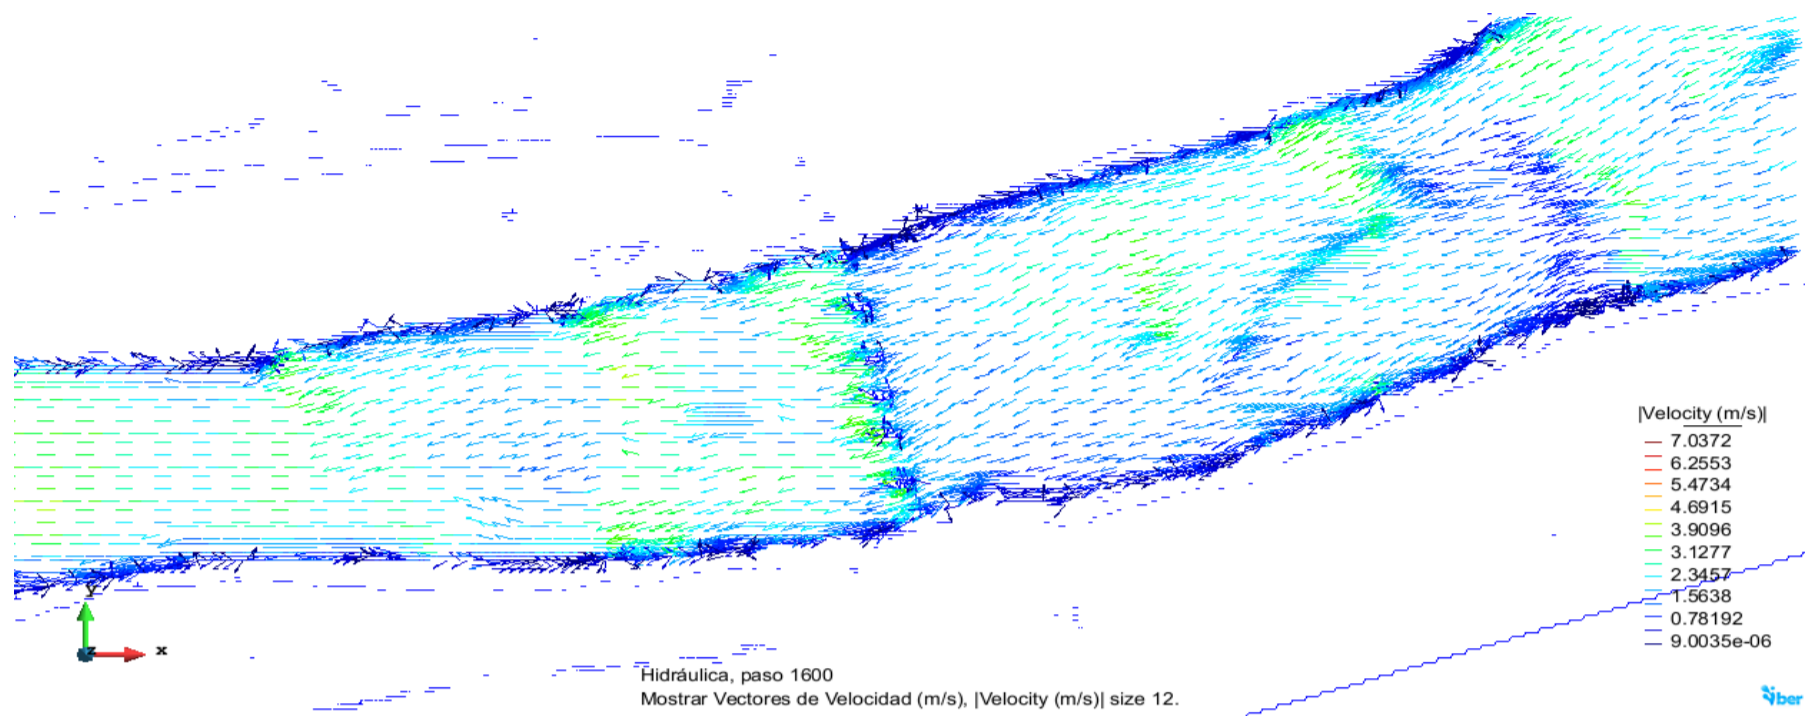 |Velocity (m/s)|
7.0372
6.2553
5.4734
4.6915
3.9096
3.1277
2.3457
1.5638
0.78192
9.0035e-06
y
z
x
Hidráulica, paso 1600
Mostrar Vectores de Velocidad (m/s), |Velocity (m/s)| size 12.
iber